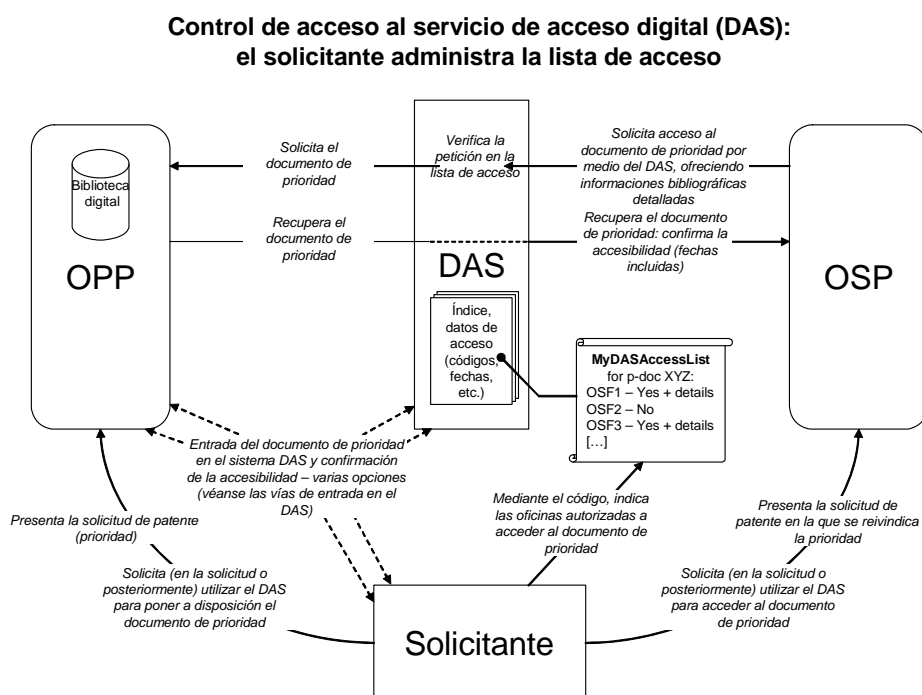 Control de acceso al servicio de acceso digital (DAS):
el solicitante administra la lista de acceso
Biblioteca
digital
OPP
Solicita el
documento de
prioridad
Recupera el
documento de
prioridad
Verifica la
petición en la
lista de acceso
DAS
Índice,
datos de
acceso
(códigos,
fechas,
etc.)
Solicita acceso al
documento de prioridad por
medio del DAS, ofreciendo
informaciones bibliográficas
detalladas
Recupera el documento
de prioridad: confirma la
accesibilidad (fechas
incluidas)
OSP
MyDASAccessList
for p-doc XYZ:
OSF1 – Yes + details
OSF2 – No
OSF3 – Yes + details
[…]
Entrada del documento de prioridad
en el sistema DAS y confirmación
de la accesibilidad – varias opciones
(véanse las vías de entrada en el
DAS)
Presenta la solicitud de patente
(prioridad)
Solicita (en la solicitud o
posteriormente) utilizar el DAS
para poner a disposición el
documento de prioridad
Mediante el código, indica
las oficinas autorizadas a
acceder al documento de
prioridad
Presenta la solicitud de
patente en la que se reivindica
la prioridad
Solicita (en la solicitud o
posteriormente) utilizar el DAS
para acceder al documento
de prioridad
Solicitante